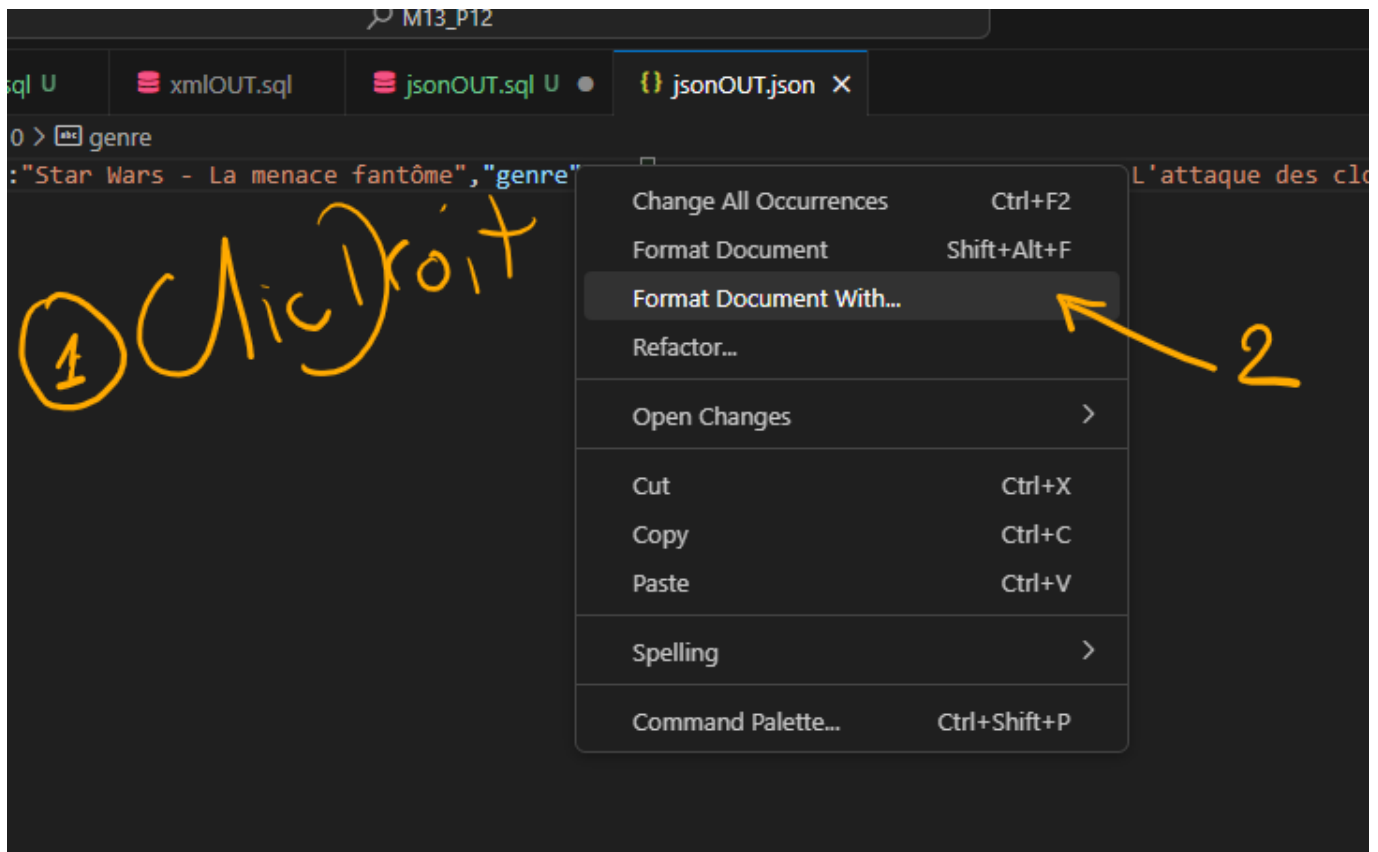 M13_P12
sql U xmlOUT.sql jsonOUT.sql U jsonOUT.json
0 > genre
:"Star Wars - La menace fantôme","genre" L'attaque des clo
Change All Occurrences Ctrl+F2
Format Document Shift+Alt+F
Format Document With...
Refactor...
Open Changes
Cut Ctrl+X
Copy Ctrl+C
Paste Ctrl+V
Spelling
Command Palette... Ctrl+Shift+P
1 Clic Droit
2